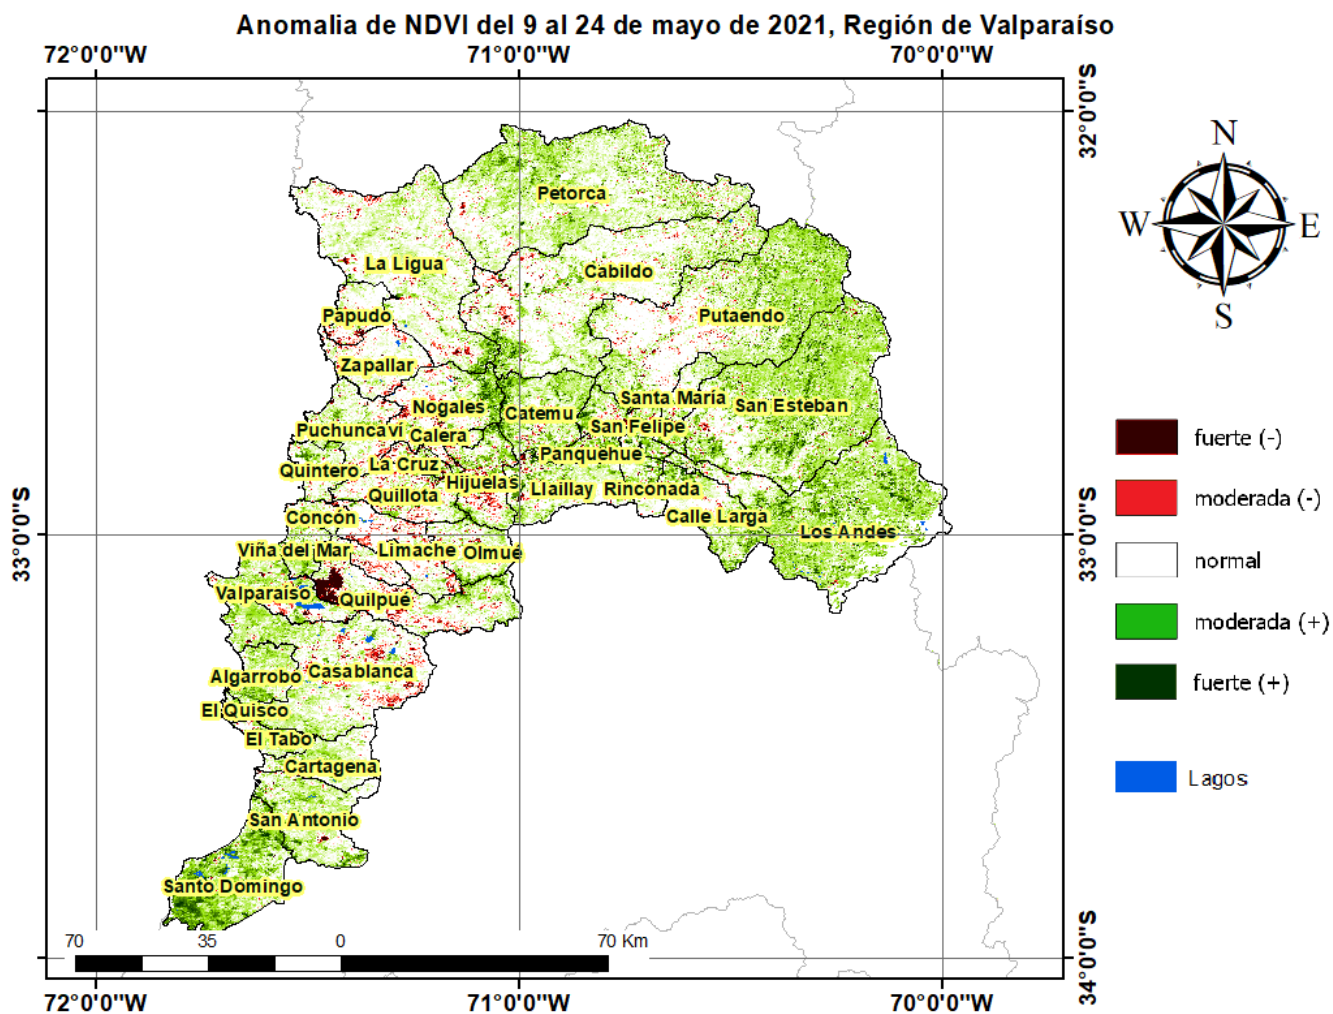 Anomalia de NDVI del 9 al 24 de mayo de 2021, Región de Valparaíso
72°0'0"W 71°0'0"W 70°0'0"W
32°0'0"S
N
W E
S
Petorca
La Ligua
Cabildo
Papudo
Putaendo
Zapallar
Santa María
Nogales
Catemu
San Esteban
Puchuncaví
Calera
San Felipe
Quintero
La Cruz
Panquehue
Quillota
Hijuelas
Llaillay
Rinconada
Concón
Calle Larga
Los Andes
33°0'0"S
33°0'0"S
Viña del Mar
Limache
Olmué
Valparaíso
Quilpué
Algarrobo
Casablanca
El Quisco
El Tabo
Cartagena
San Antonio
Santo Domingo
fuerte (-)
moderada (-)
normal
moderada (+)
fuerte (+)
Lagos
70 35 0 70 Km
34°0'0"S
72°0'0"W 71°0'0"W 70°0'0"W